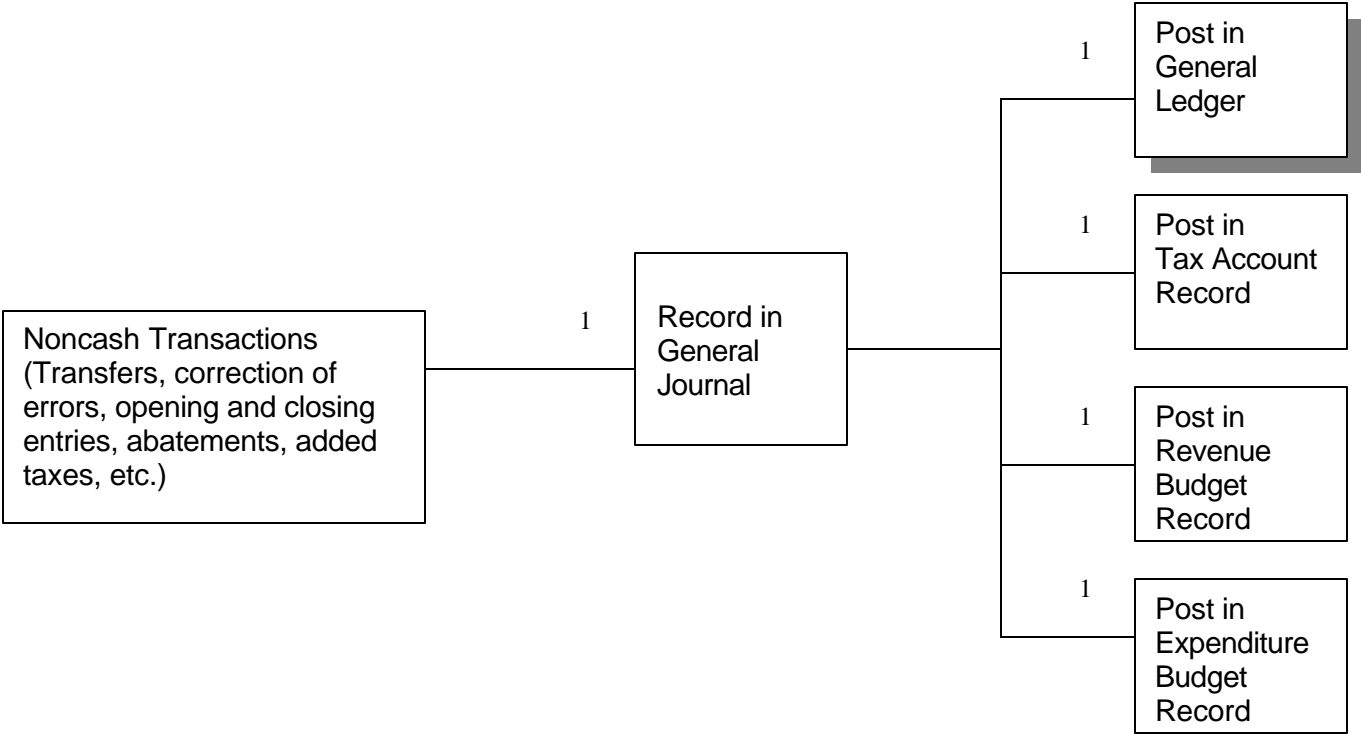 Noncash Transactions
(Transfers, correction of
errors, opening and closing
entries, abatements, added
taxes, etc.)
1
Record in
General
Journal
1
Post in
General
Ledger
1
Post in
Tax Account
Record
1
Post in
Revenue
Budget
Record
1
Post in
Expenditure
Budget
Record